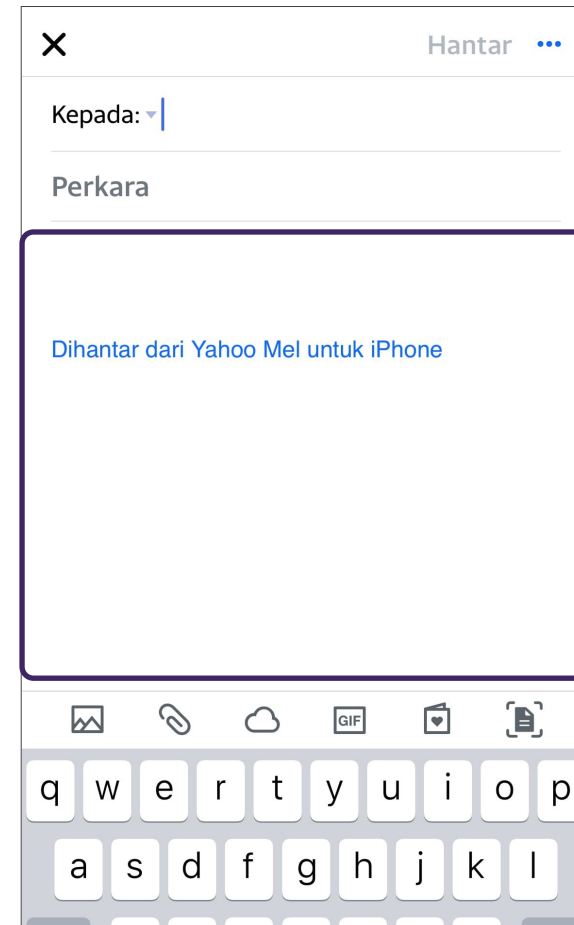 Hantar
Kepada:
Perkara
Dihantar dari Yahoo Mel untuk iPhone
GIF
q w e r t y u i o p
a s d f g h j k l